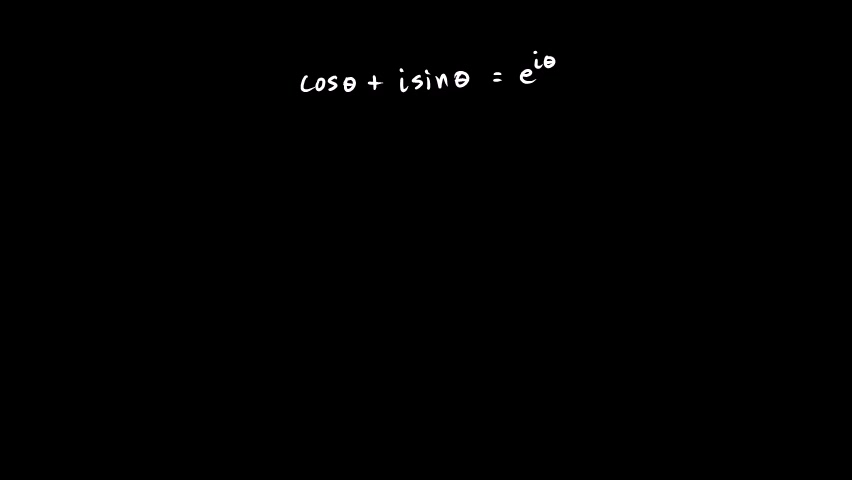 cosθ + isinθ = e^{iθ}